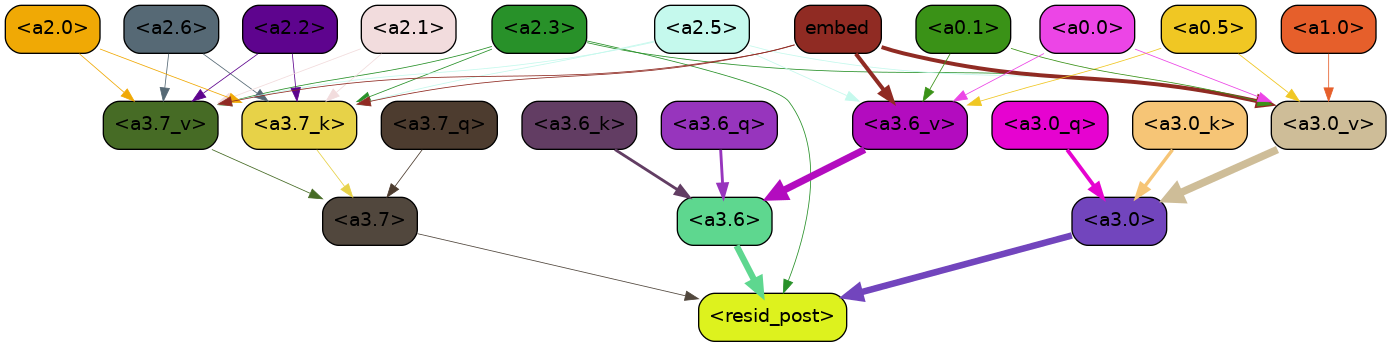 <a2.0> <a2.6> <a2.2> <a2.1> <a2.3> <a2.5> embed <a0.1> <a0.0> <a0.5> <a1.0>
<a3.7_v> <a3.7_k> <a3.7_q> <a3.6_k> <a3.6_q> <a3.6_v> <a3.0_q> <a3.0_k> <a3.0_v>
<a3.7> <a3.6> <a3.0>
<resid_post>